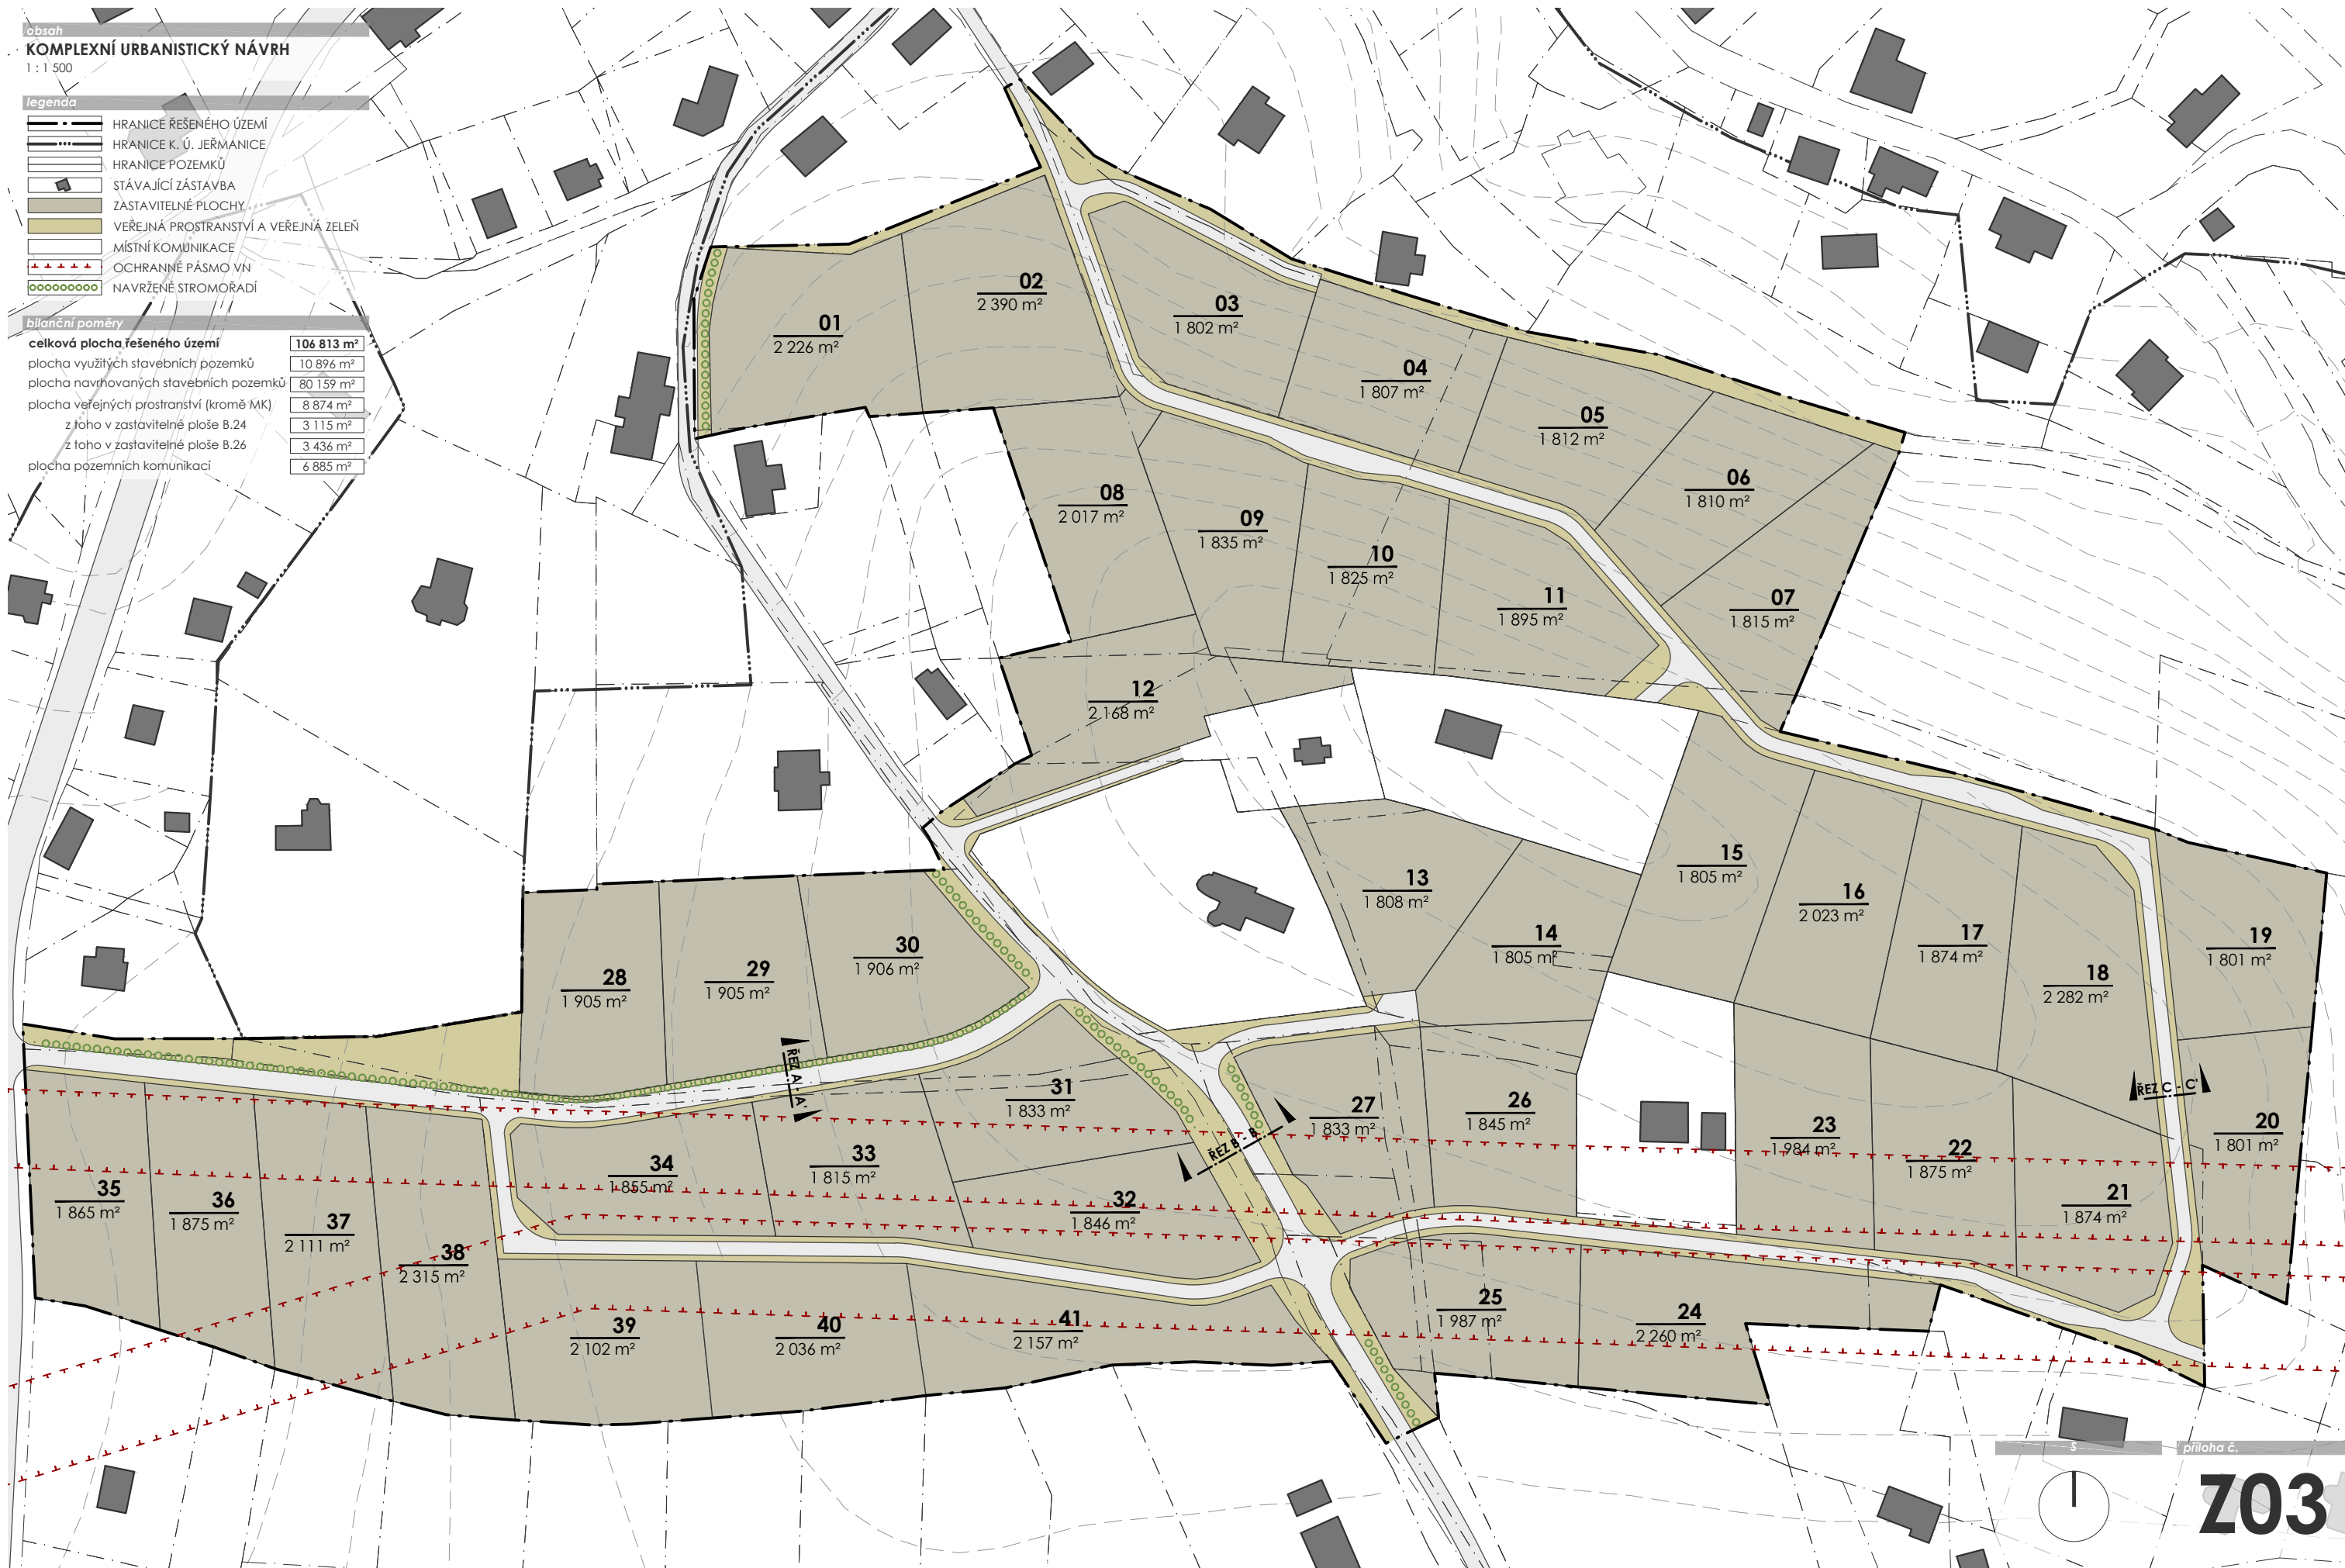 obsah
KOMPLEXNÍ URBANISTICKÝ NÁVRH
1 : 1 500
legenda
HRANICE ŘEŠENÉHO ÚZEMÍ
HRANICE K. Ú. JEŘMANICE
HRANICE POZEMKŮ
STÁVAJÍCÍ ZÁSTAVBA
ZASTAVITELNÉ PLOCHY
VEŘEJNÁ PROSTRANSTVÍ A VEŘEJNÁ ZELEŇ
MÍSTNÍ KOMUNIKACE
OCHRANNÉ PÁSMO VN
NAVRŽENÉ STROMOŘADÍ
bilanční poměry
celková plocha řešeného území 106 813 m²
plocha využitých stavebních pozemků 10 896 m²
plocha navrhovaných stavebních pozemků 80 159 m²
plocha veřejných prostranství (kromě MK) 8 874 m²
z toho v zastavitelné ploše B.24 3 115 m²
z toho v zastavitelné ploše B.26 3 436 m²
plocha pozemních komunikací 6 885 m²
01
2 226 m²
02
2 390 m²
03
1 802 m²
04
1 807 m²
05
1 812 m²
06
1 810 m²
07
1 815 m²
08
2 017 m²
09
1 835 m²
10
1 825 m²
11
1 895 m²
12
2 168 m²
13
1 808 m²
14
1 805 m²
15
1 805 m²
16
2 023 m²
17
1 874 m²
18
2 282 m²
19
1 801 m²
20
1 801 m²
21
1 874 m²
22
1 875 m²
23
1 984 m²
24
2 260 m²
25
1 987 m²
26
1 845 m²
27
1 833 m²
28
1 905 m²
29
1 905 m²
30
1 906 m²
31
1 833 m²
32
1 846 m²
33
1 815 m²
34
1 855 m²
35
1 865 m²
36
1 875 m²
37
2 111 m²
38
2 315 m²
39
2 102 m²
40
2 036 m²
41
2 157 m²
ŘEZ A - A'
ŘEZ B - B'
ŘEZ C - C'
S
příloha č.
Z03